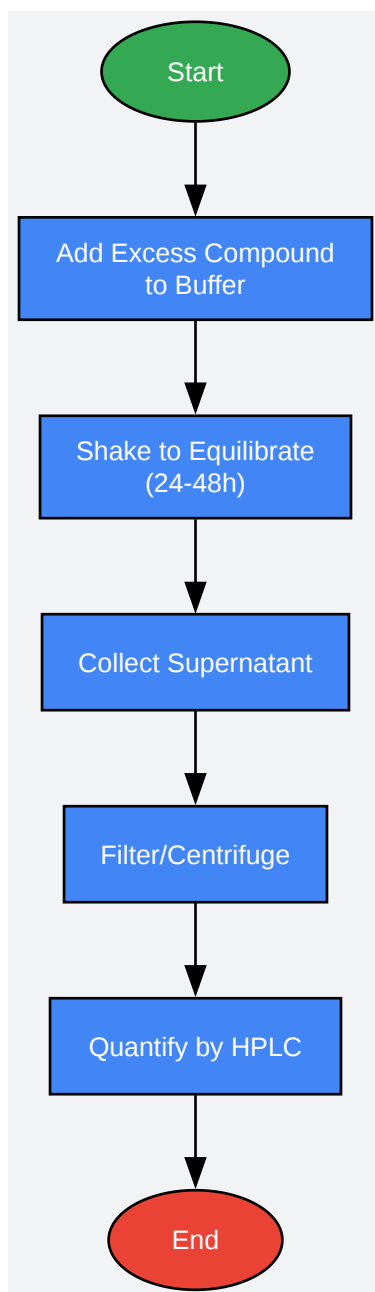 Start
Add Excess Compound
to Buffer
Shake to Equilibrate
(24-48h)
Collect Supernatant
Filter/Centrifuge
Quantify by HPLC
End